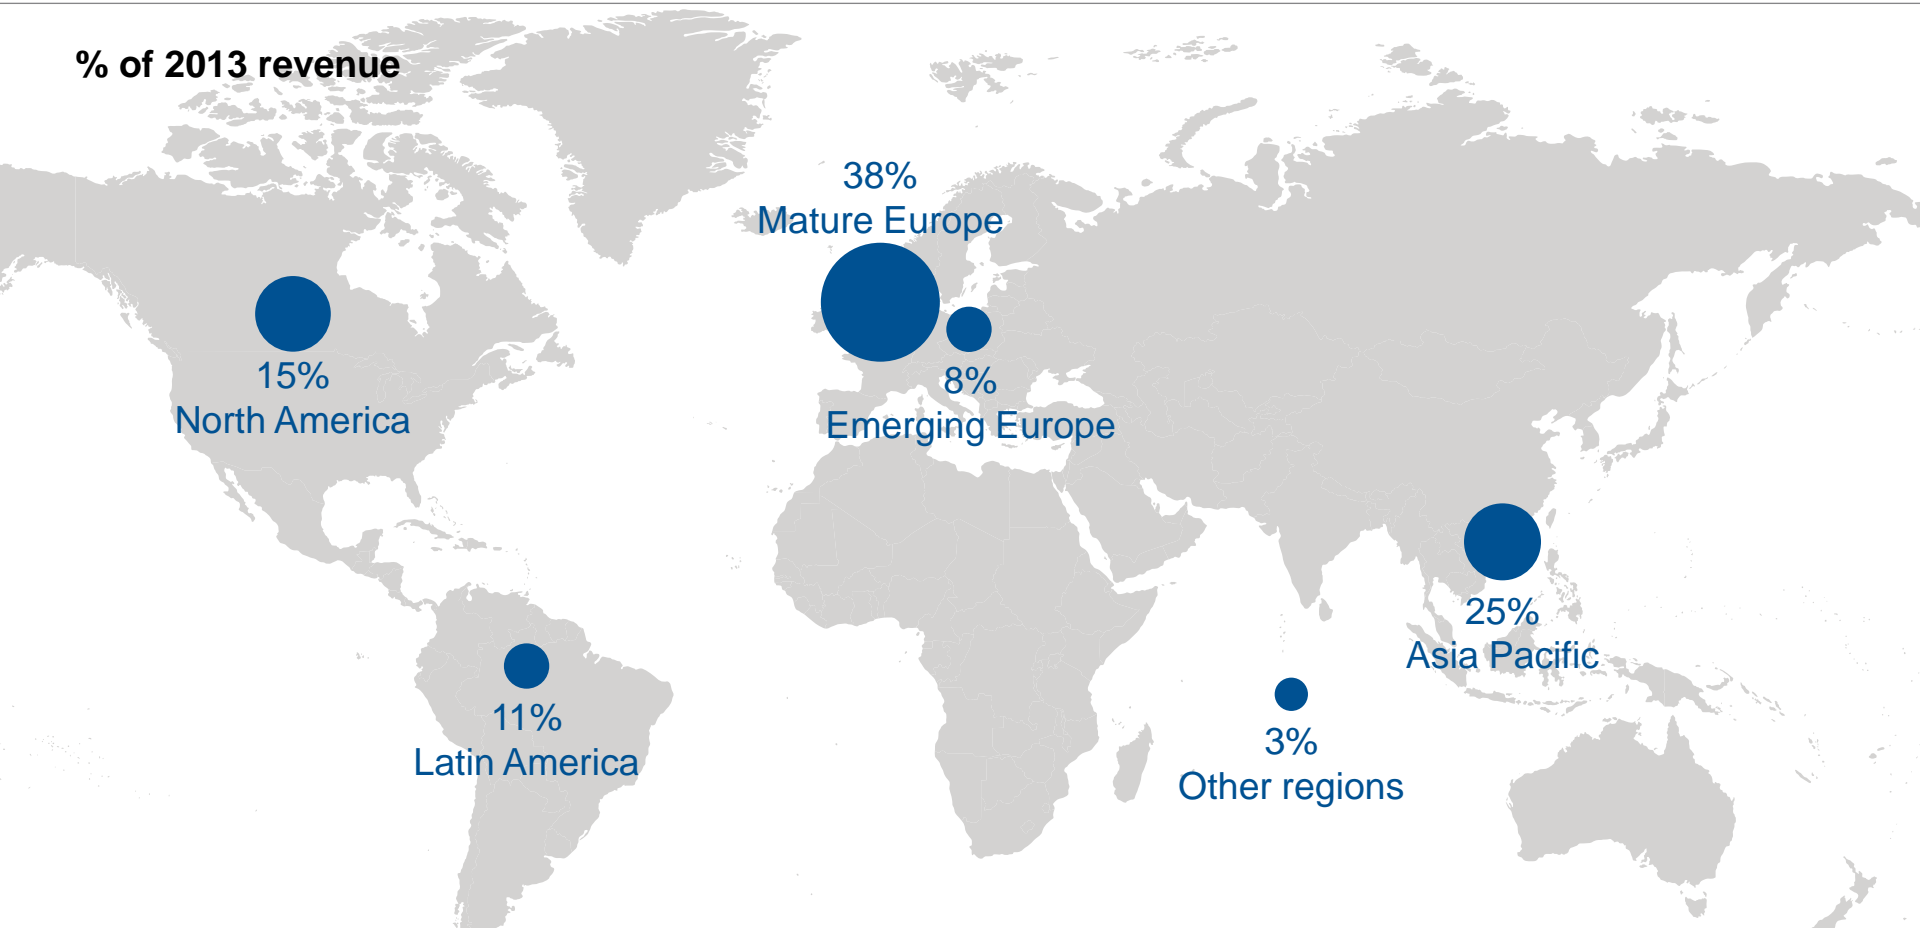 % of 2013 revenue
38%
Mature Europe
15%
North America
8%
Emerging Europe
25%
Asia Pacific
11%
Latin America
3%
Other regions